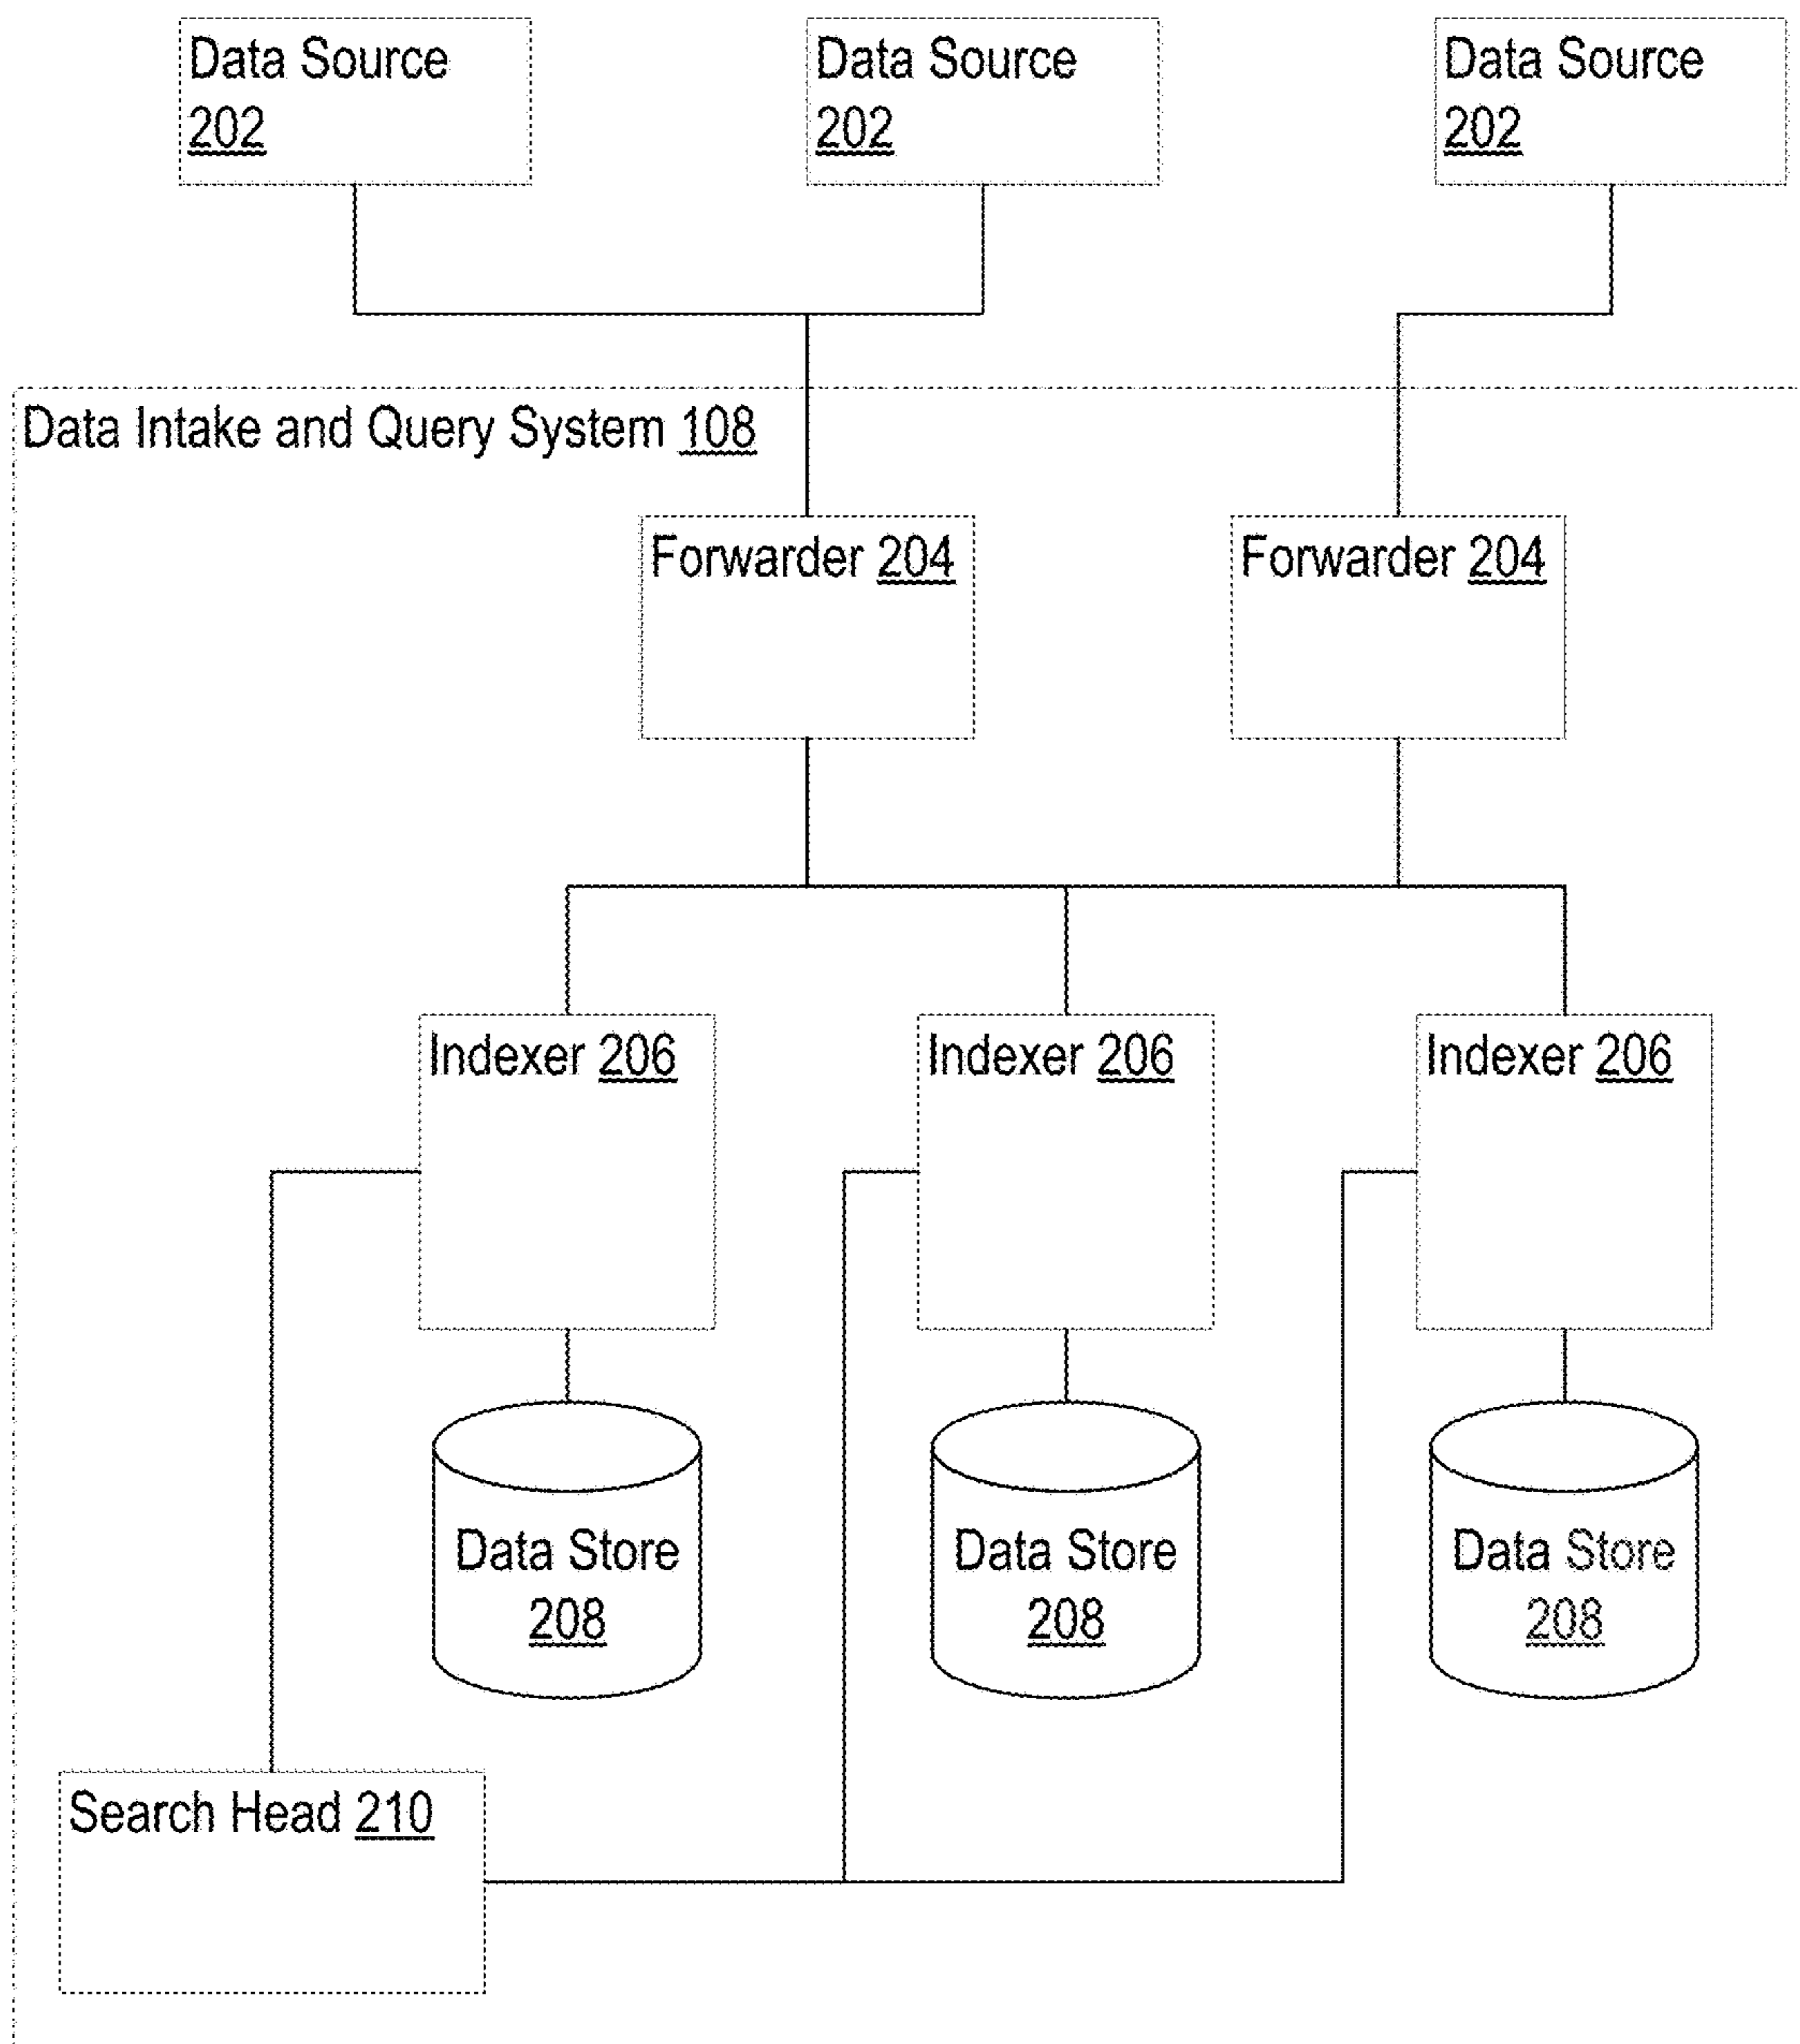 Data Source
202
Data Source
202
Data Source
202
Data Intake and Query System 108
Forwarder 204
Forwarder 204
Indexer 206
Indexer 206
Indexer 206
Data Store
208
Data Store
208
Data Store
208
Search Head 210